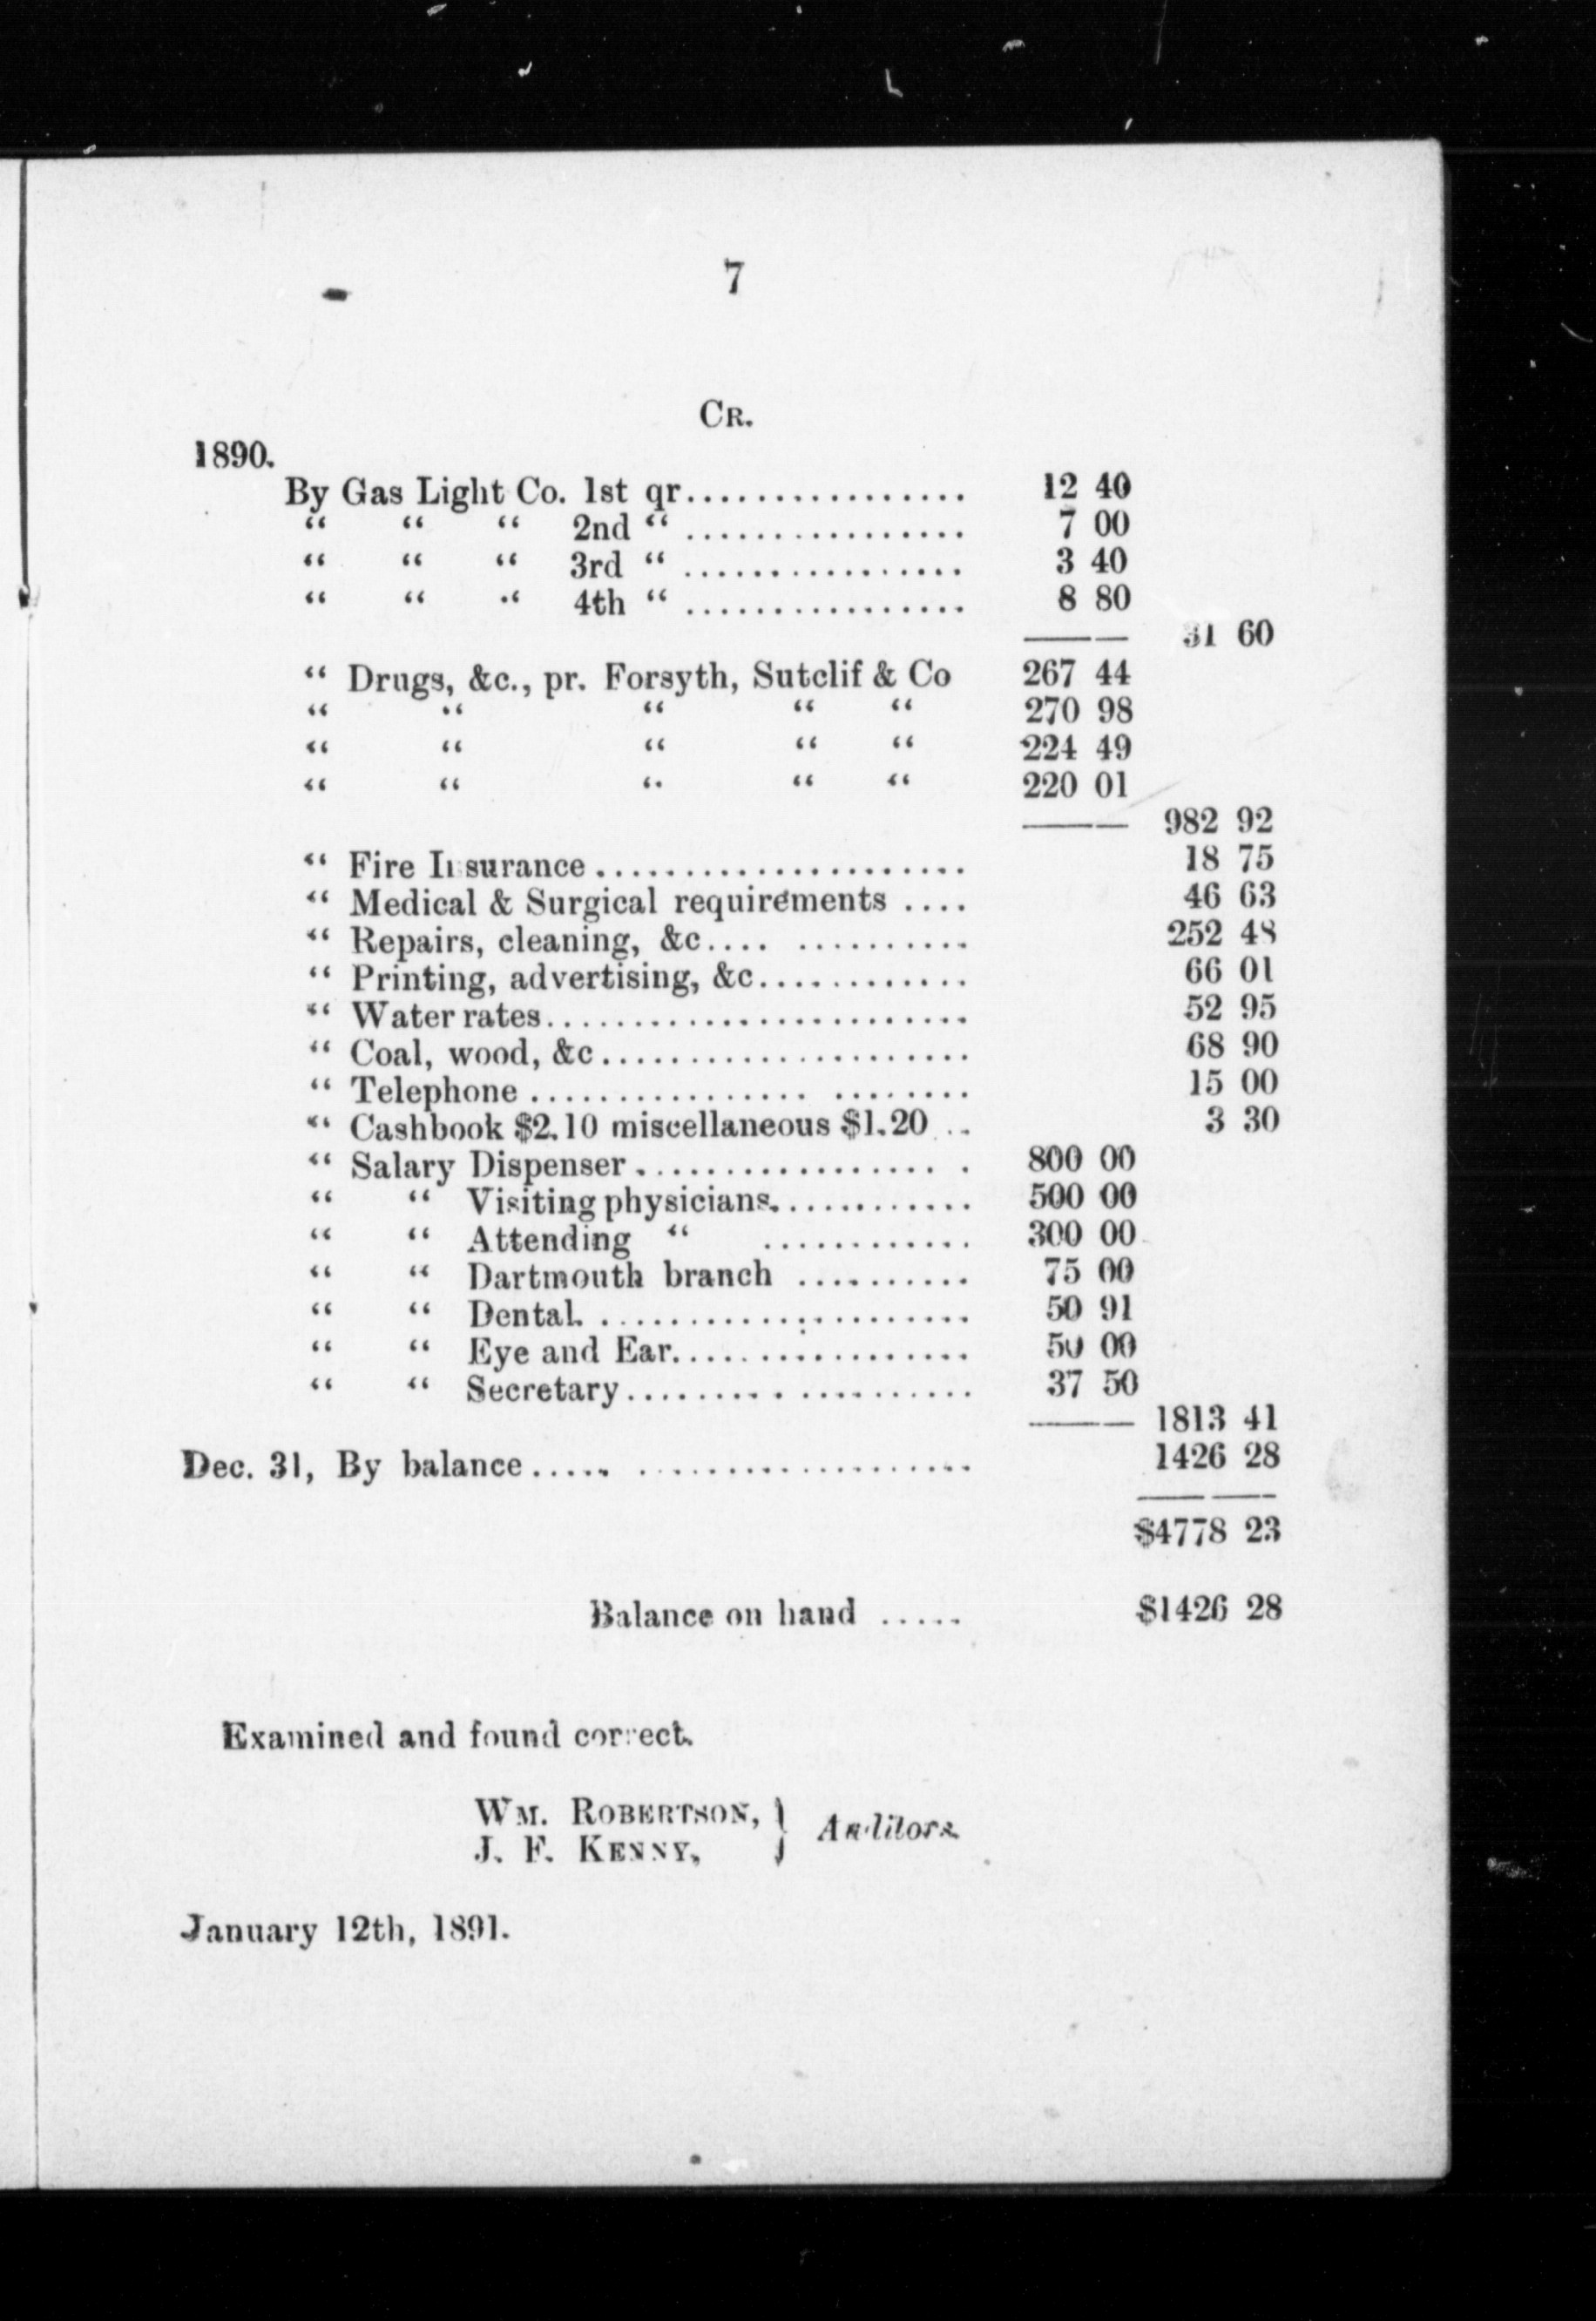 7
CR.
1890.
By Gas Light Co. 1st qr................ 12 40
“ “ “ 2nd “ ................ 7 00
“ “ “ 3rd “ ................ 3 40
“ “ “ 4th “ ................ 8 80
31 60
“ Drugs, &c., pr. Forsyth, Sutclif & Co 267 44
“ “ “ “ “ 270 98
“ “ “ “ “ 224 49
“ “ “ “ “ 220 01
982 92
“ Fire Insurance...................... 18 75
“ Medical & Surgical requirements .... 46 63
“ Repairs, cleaning, &c.... .......... 252 48
“ Printing, advertising, &c............ 66 01
“ Water rates........................ 52 95
“ Coal, wood, &c..................... 68 90
“ Telephone ................ ........ 15 00
“ Cashbook $2.10 miscellaneous $1.20 .. 3 30
“ Salary Dispenser................. . 800 00
“ “ Visiting physicians............ 500 00
“ “ Attending “ ............ 300 00
“ “ Dartmouth branch .......... 75 00
“ “ Dental. ..................... 50 91
“ “ Eye and Ear................. 50 00
“ “ Secretary.................... 37 50
1813 41
Dec. 31, By balance..... ................... 1426 28
$4778 23
Balance on hand ..... $1426 28
Examined and found correct.
WM. ROBERTSON, } Auditors.
J. F. KENNY,
January 12th, 1891.